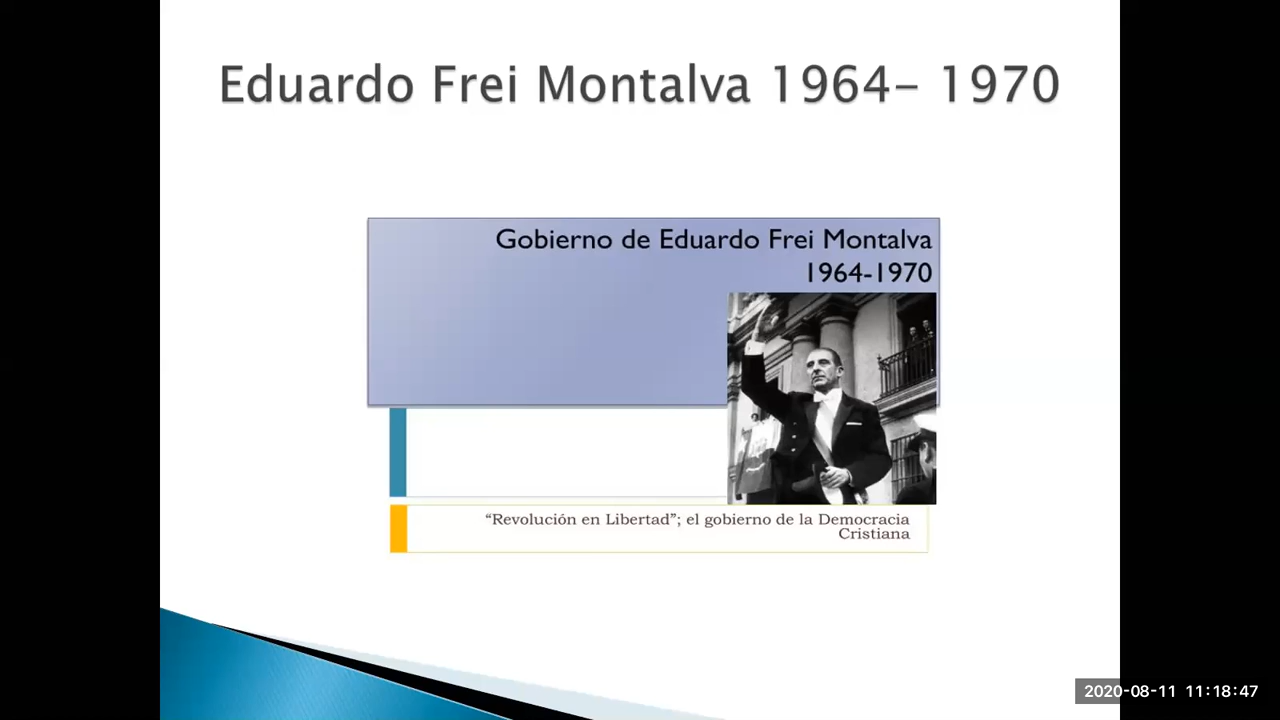 Eduardo Frei Montalva 1964- 1970
Gobierno de Eduardo Frei Montalva
1964-1970
“Revolución en Libertad”; el gobierno de la Democracia
Cristiana
2020-08-11 11:18:47